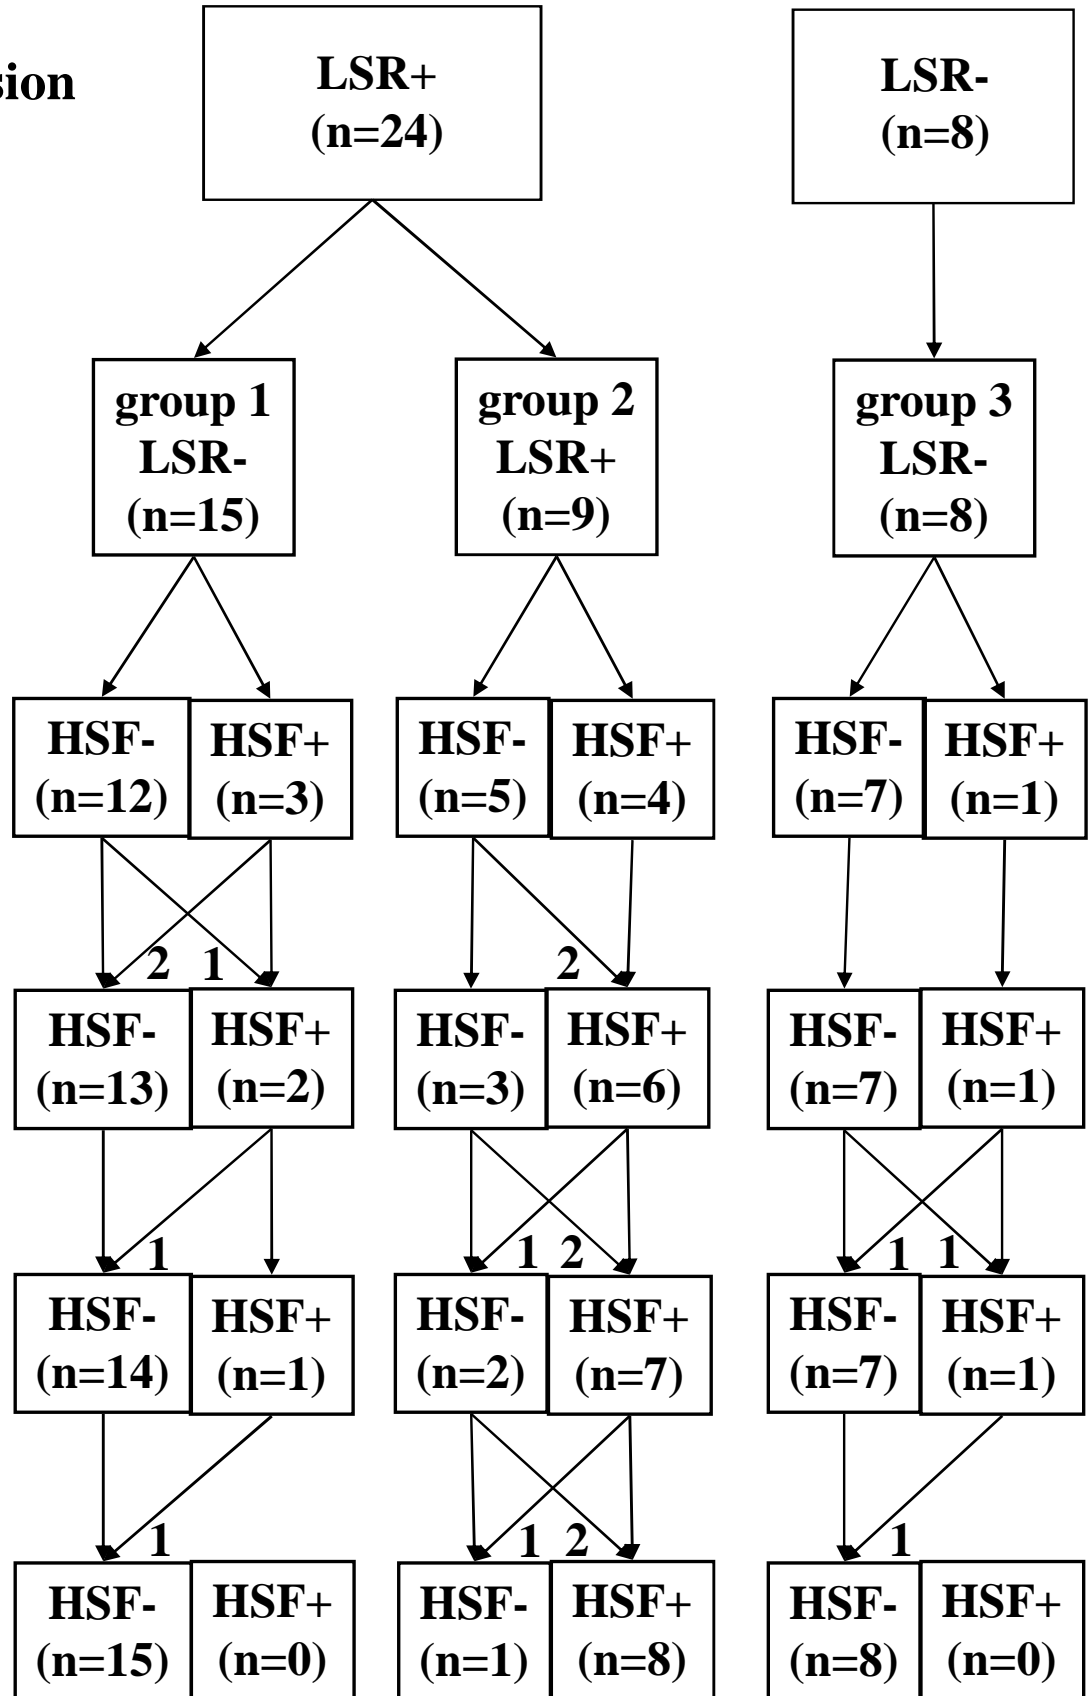 LSR+
(n=24)
LSR-
(n=8)
group 1
LSR-
(n=15)
group 2
LSR+
(n=9)
group 3
LSR-
(n=8)
HSF-
(n=12)
HSF+
(n=3)
HSF-
(n=5)
HSF+
(n=4)
HSF-
(n=7)
HSF+
(n=1)
2 1
2
HSF-
(n=13)
HSF+
(n=2)
HSF-
(n=3)
HSF+
(n=6)
HSF-
(n=7)
HSF+
(n=1)
1
1 2
1 1
HSF-
(n=14)
HSF+
(n=1)
HSF-
(n=2)
HSF+
(n=7)
HSF-
(n=7)
HSF+
(n=1)
1
1 2
1
HSF-
(n=15)
HSF+
(n=0)
HSF-
(n=1)
HSF+
(n=8)
HSF-
(n=8)
HSF+
(n=0)